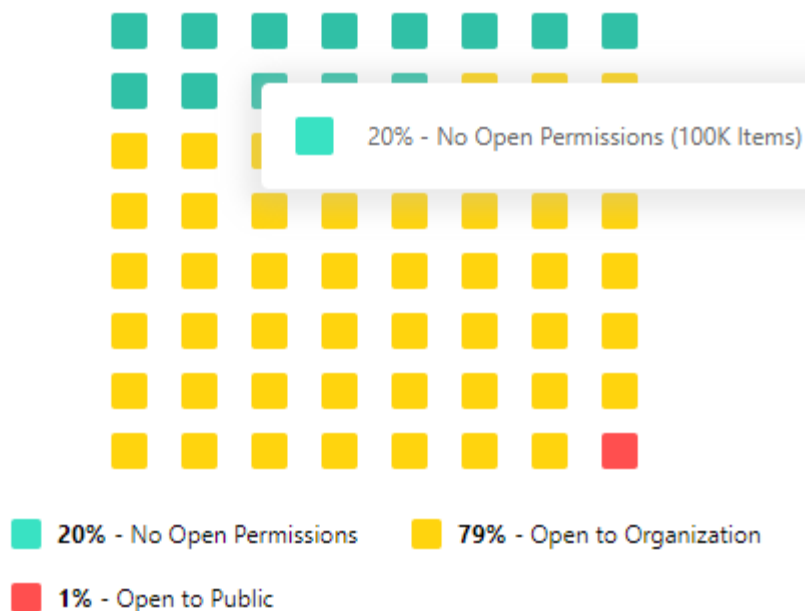 20% - No Open Permissions (100K Items)
20% - No Open Permissions
79% - Open to Organization
1% - Open to Public